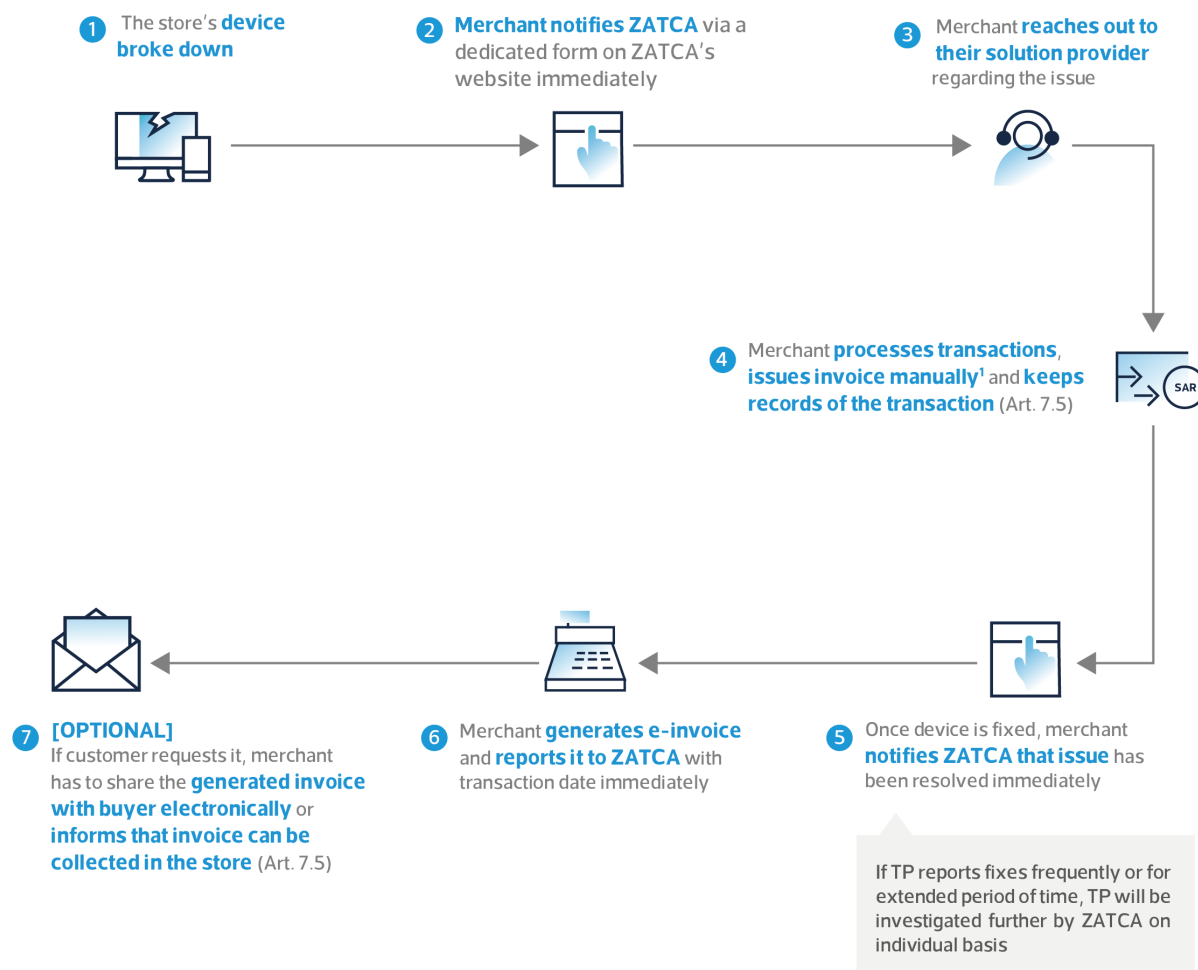 1 The store's device
broke down
2 Merchant notifies ZATCA via a
dedicated form on ZATCA's
website immediately
3 Merchant reaches out to
their solution provider
regarding the issue
4 Merchant processes transactions,
issues invoice manually¹ and keeps
records of the transaction (Art. 7.5)
SAR
5 Once device is fixed, merchant
notifies ZATCA that issue has
been resolved immediately
If TP reports fixes frequently or for
extended period of time, TP will be
investigated further by ZATCA on
individual basis
6 Merchant generates e-invoice
and reports it to ZATCA with
transaction date immediately
7 [OPTIONAL]
If customer requests it, merchant
has to share the generated invoice
with buyer electronically or
informs that invoice can be
collected in the store (Art. 7.5)